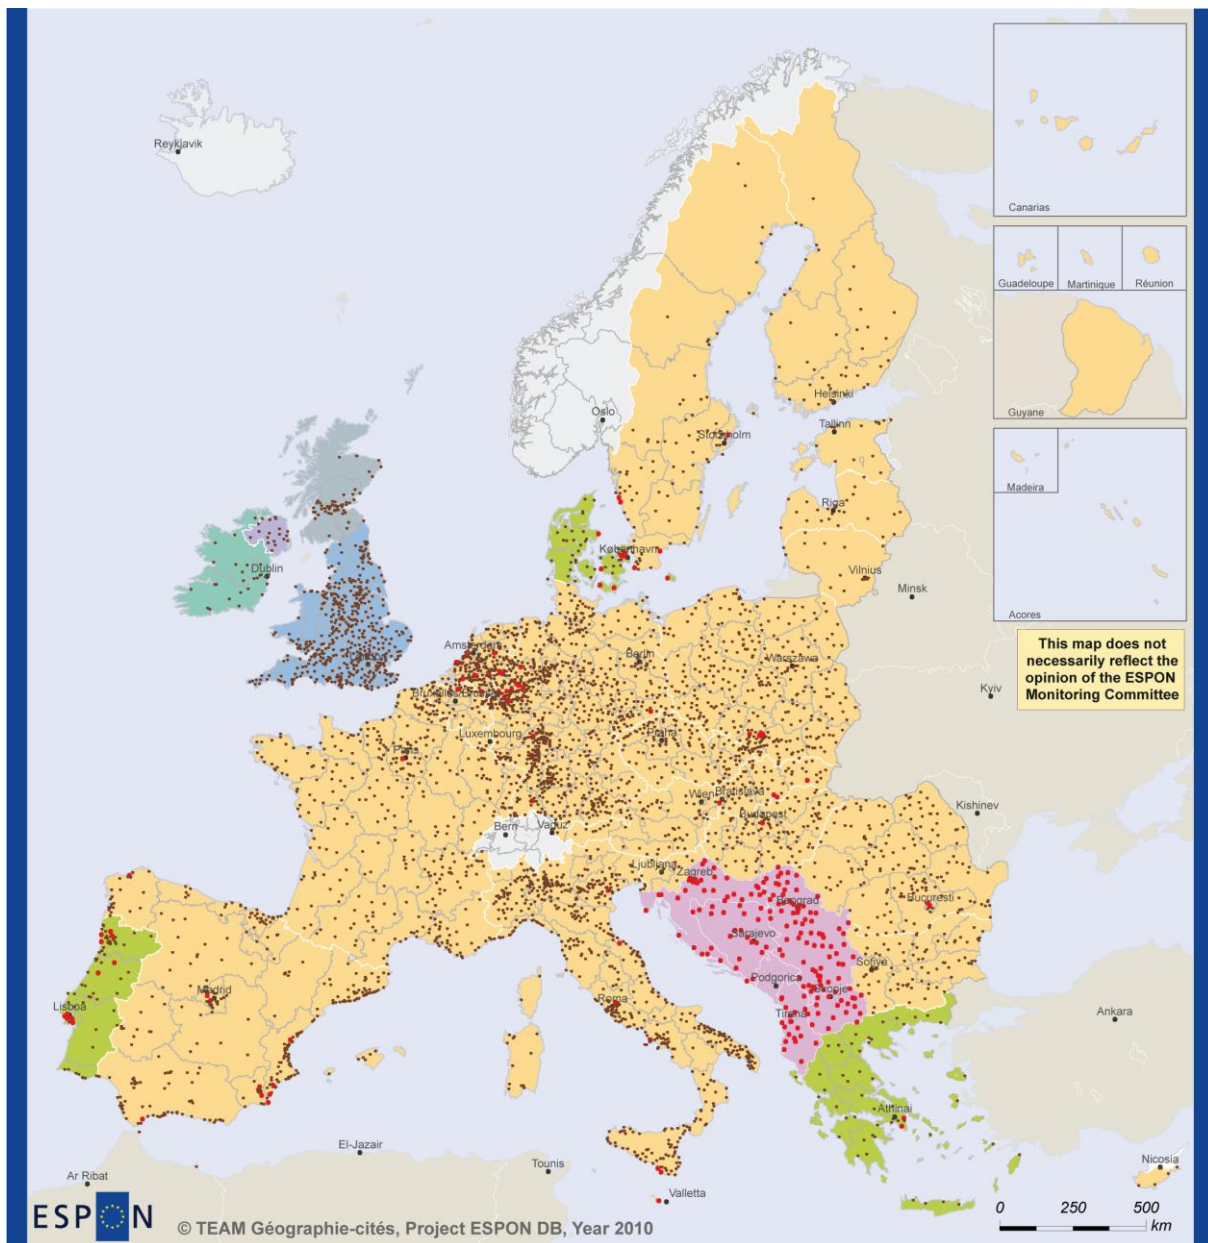 Reykjavik
Canarias
Guadeloupe
Martinique
Réunion
Guyane
Oslo
Helsinki
Tallinn
Stockholm
Madeira
Riga
København
Dublin
Vilnius
Minsk
Acores
This map does not
necessarily reflect the
opinion of the ESPON
Monitoring Committee
Amsterdam
Berlin
Warszawa
Kyiv
Luxembourg
Praha
Paris
Wien
Bratislava
Kishinev
Budapest
Bern
Vaduz
Ljubljana
Zagreb
Beograd
Bucuresti
Sarajevo
Sofiya
Podgorica
Skopje
Madrid
Roma
Lisboa
Tirana
Ankara
Athinai
El-Jazair
Tounis
Nicosia
Ar Ribat
Valletta
ESPON
© TEAM Géographie-cités, Project ESPON DB, Year 2010
0 250 500
km